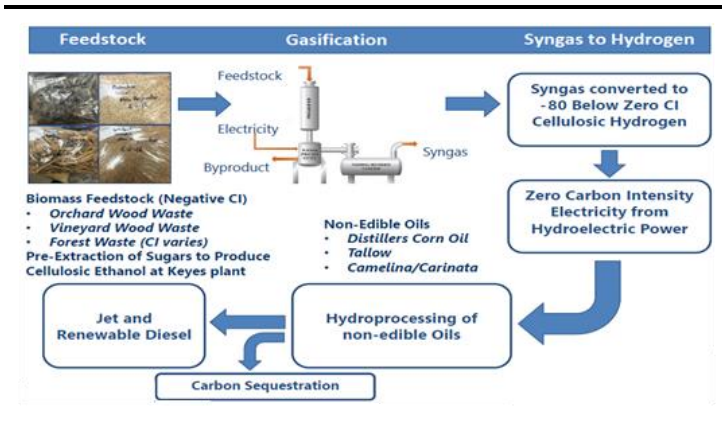 Feedstock
Gasification
Syngas to Hydrogen
Feedstock
Electricity
Byproduct
Syngas
Syngas converted to
-80 Below Zero CI
Cellulosic Hydrogen
Biomass Feedstock (Negative CI)
• Orchard Wood Waste
• Vineyard Wood Waste
• Forest Waste (CI varies)
Pre-Extraction of Sugars to Produce
Cellulosic Ethanol at Keyes plant
Non-Edible Oils
• Distillers Corn Oil
• Tallow
• Camelina/Carinata
Zero Carbon Intensity
Electricity from
Hydroelectric Power
Jet and
Renewable Diesel
Hydroprocessing of
non-edible Oils
Carbon Sequestration